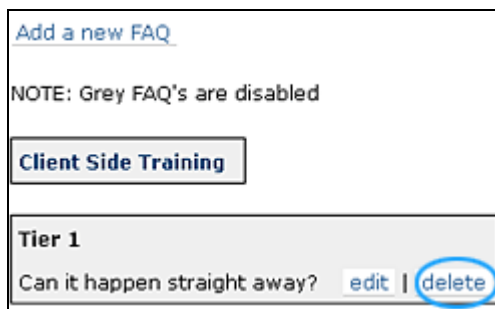 Add a new FAQ
NOTE: Grey FAQ's are disabled
Client Side Training
Tier 1
Can it happen straight away? edit | delete